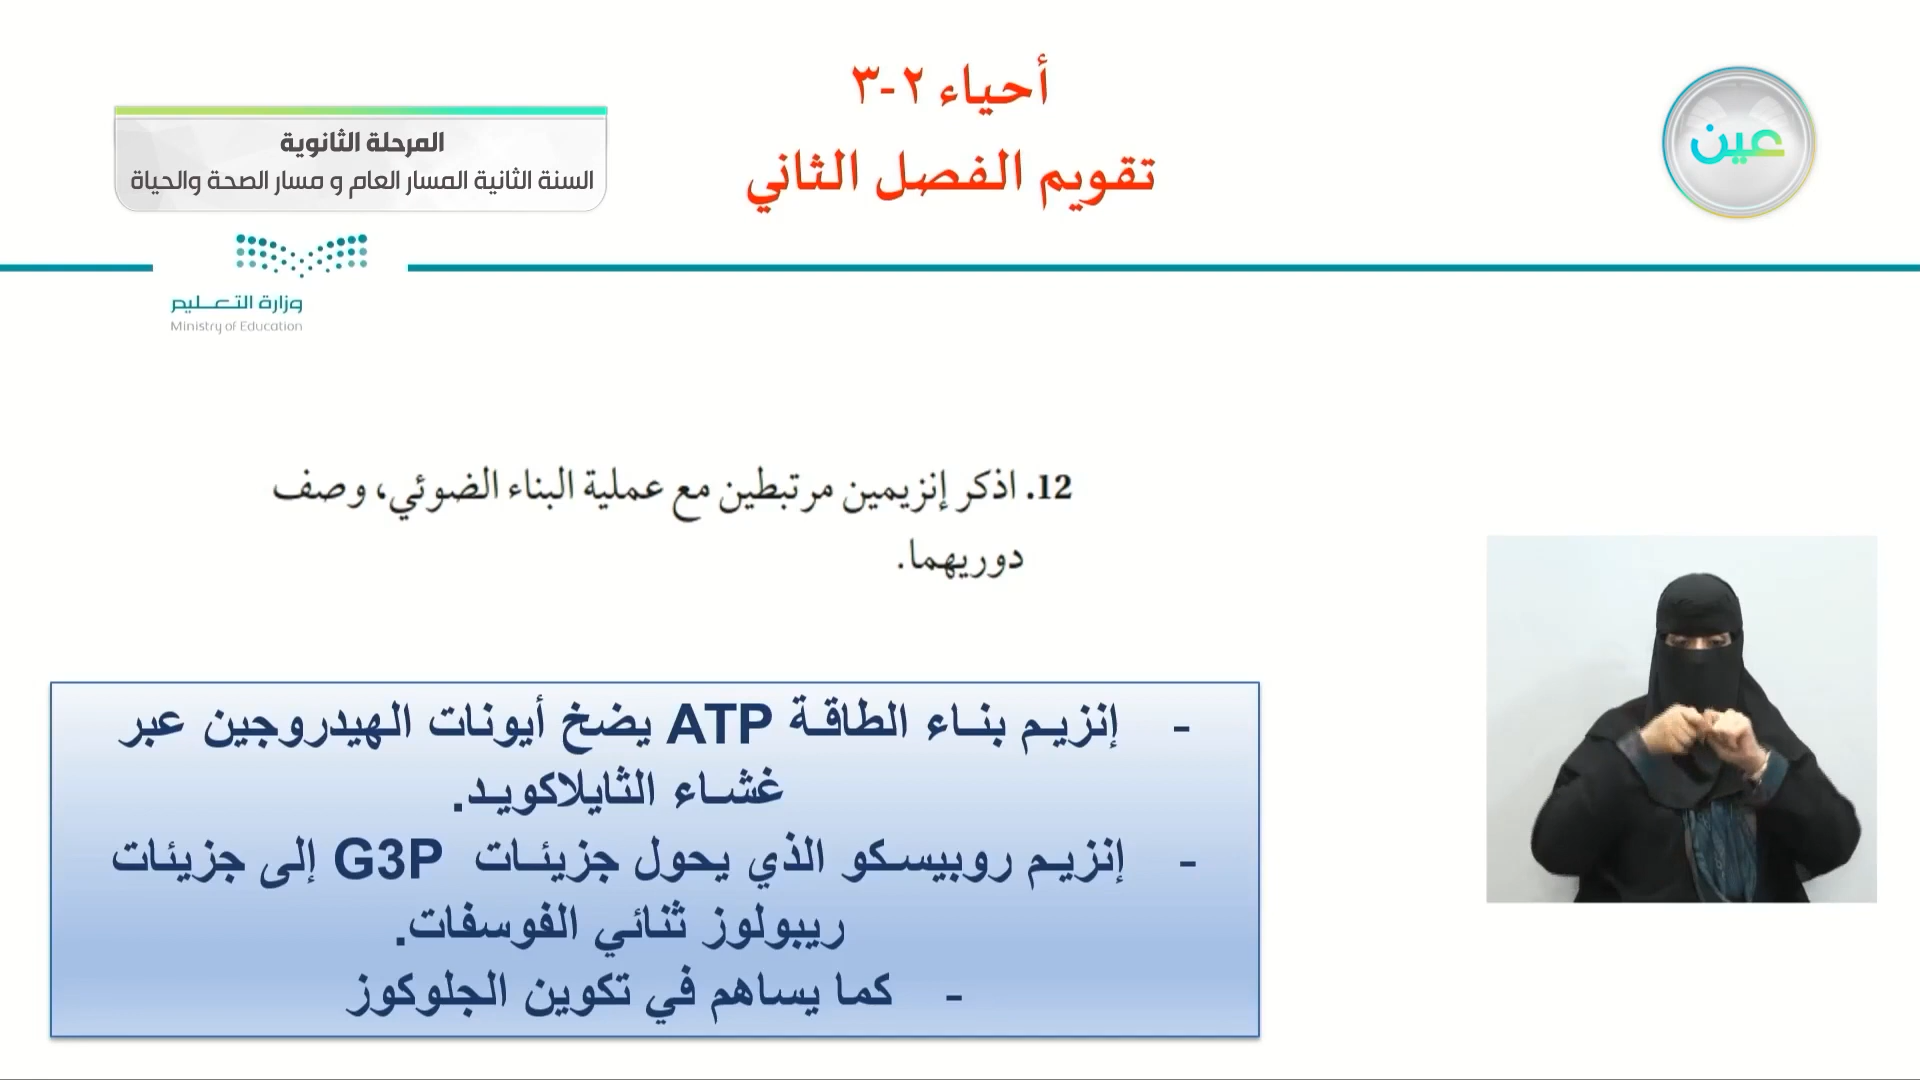 أحياء ٢-٣
تقويم الفصل الثاني
عين
المرحلة الثانوية
السنة الثانية المسار العام و مسار الصحة والحياة
وزارة التعليم
Ministry of Education
12. اذكر إنزيمين مرتبطين مع عملية البناء الضوئي، وصف
دوريهما.
- إنزيم بناء الطاقة ATP يضخ أيونات الهيدروجين عبر
غشاء الثايلاكويد.
- إنزيم روبيسكو الذي يحول جزيئات G3P إلى جزيئات
ريبولوز ثنائي الفوسفات.
- كما يساهم في تكوين الجلوكوز